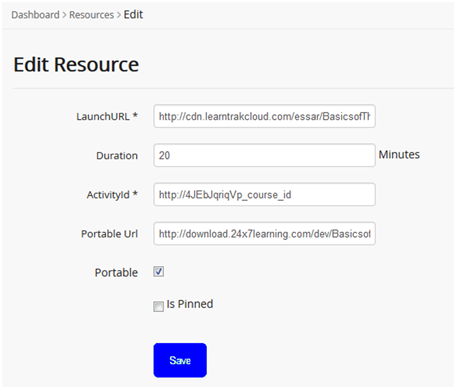 Dashboard > Resources > Edit
Edit Resource
LaunchURL * http://cdn.learntrakcloud.com/essar/BasicsofTh
Duration 20 Minutes
ActivityId * http://4JEbJqriqVp_course_id
Portable Url http://download.24x7learning.com/dev/Basicsof
Portable
Is Pinned
Save